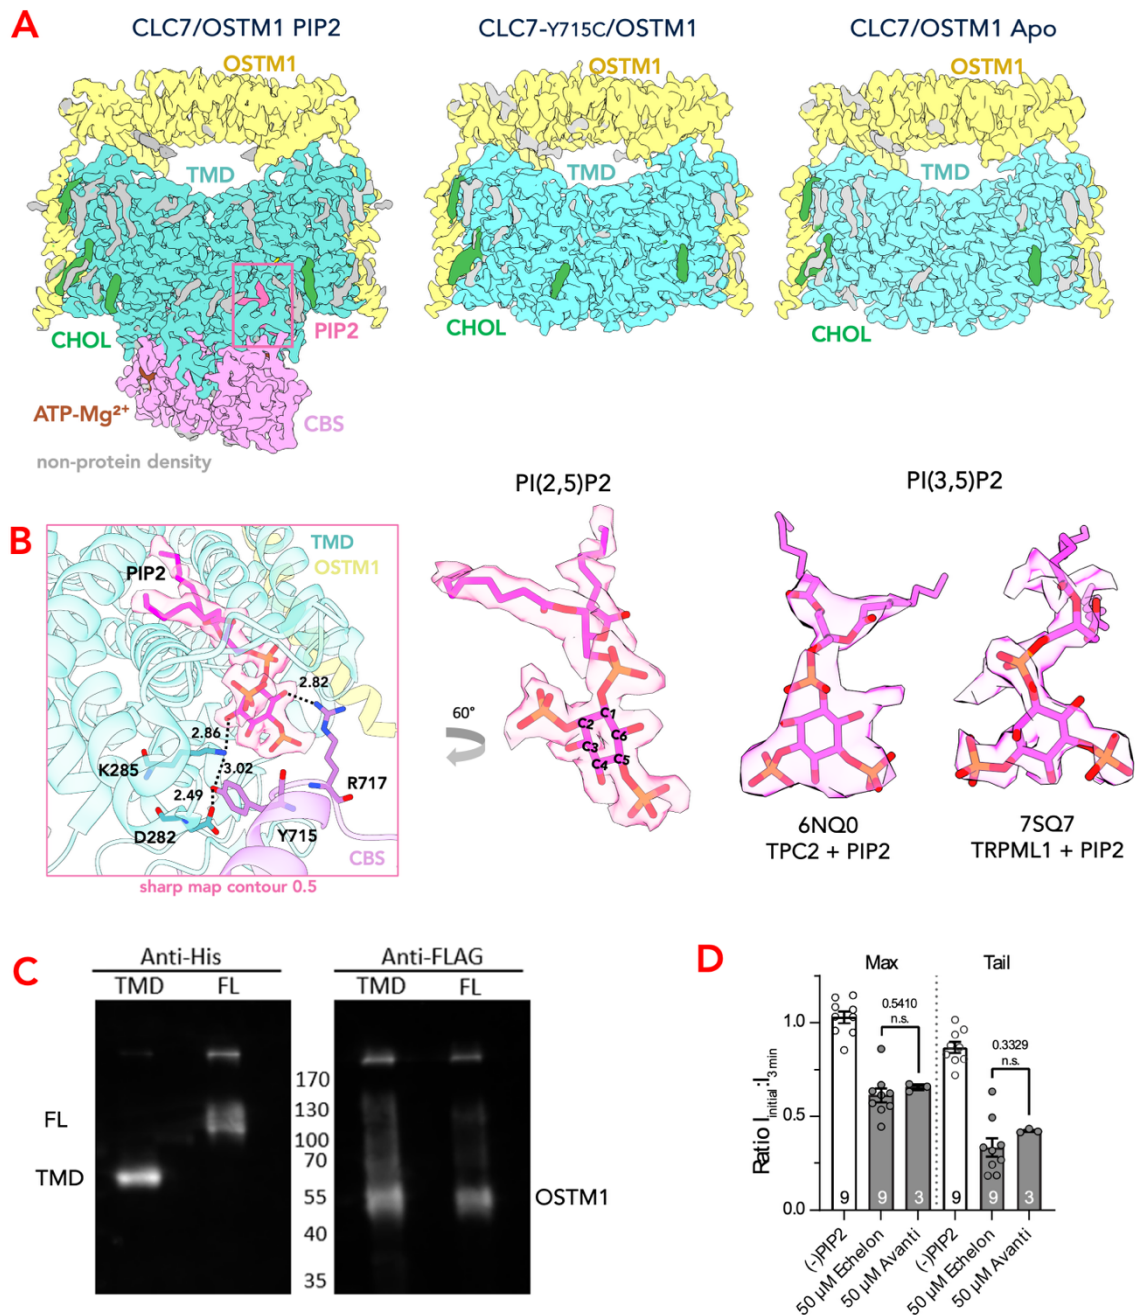 A
CLC7/OSTM1 PIP2
CLC7-Y715C/OSTM1
CLC7/OSTM1 Apo
OSTM1
OSTM1
OSTM1
TMD
TMD
TMD
CHOL
PIP2
CHOL
CHOL
ATP-Mg²⁺
CBS
non-protein density
B
PI(2,5)P2
PI(3,5)P2
TMD
OSTM1
PIP2
2.82
2.86
3.02
K285
2.49
R717
D282
Y715
CBS
sharp map contour 0.5
60°
C1
C2
C3
C6
C4
C5
6NQ0
TPC2 + PIP2
7SQ7
TRPML1 + PIP2
C
Anti-His
Anti-FLAG
TMD FL
TMD FL
170
FL
130
100
TMD
70
55
OSTM1
40
35
D
Max
Tail
0.5410
n.s.
0.3329
n.s.
Ratio Iinitial:I3 min
1.0
0.5
0.0
9
9
3
9
9
3
(-)PIP2
50 µM Echelon
50 µM Avanti
(-)PIP2
50 µM Echelon
50 µM Avanti